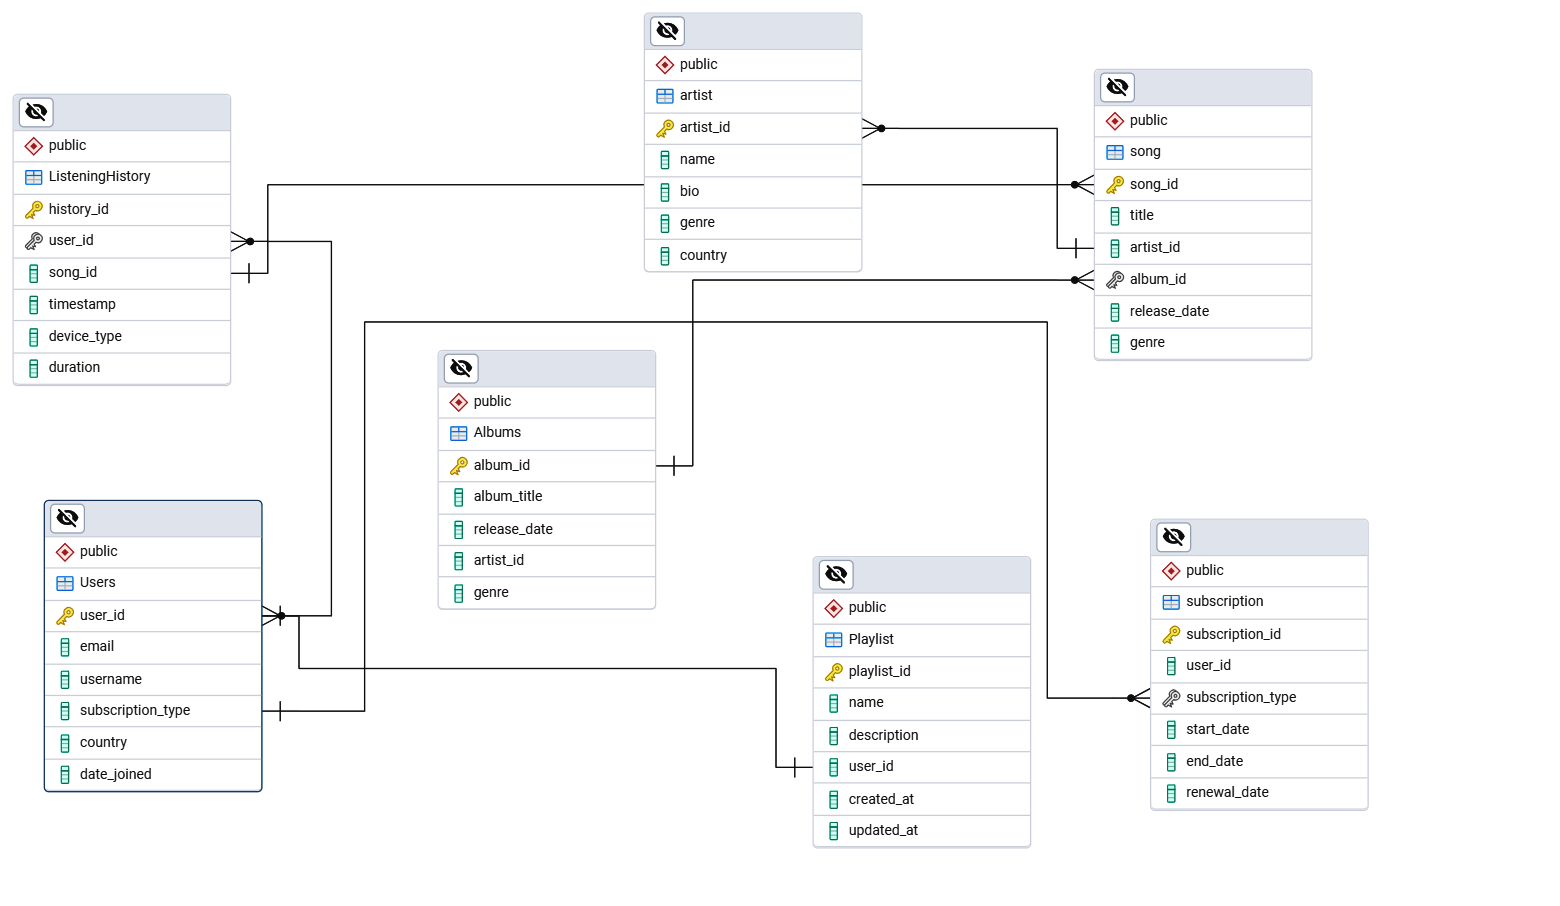 public
artist
artist_id
name
bio
genre
country
public
song
song_id
title
artist_id
album_id
release_date
genre
public
ListeningHistory
history_id
user_id
song_id
timestamp
device_type
duration
public
Albums
album_id
album_title
release_date
artist_id
genre
public
Users
user_id
email
username
subscription_type
country
date_joined
public
Playlist
playlist_id
name
description
user_id
created_at
updated_at
public
subscription
subscription_id
user_id
subscription_type
start_date
end_date
renewal_date